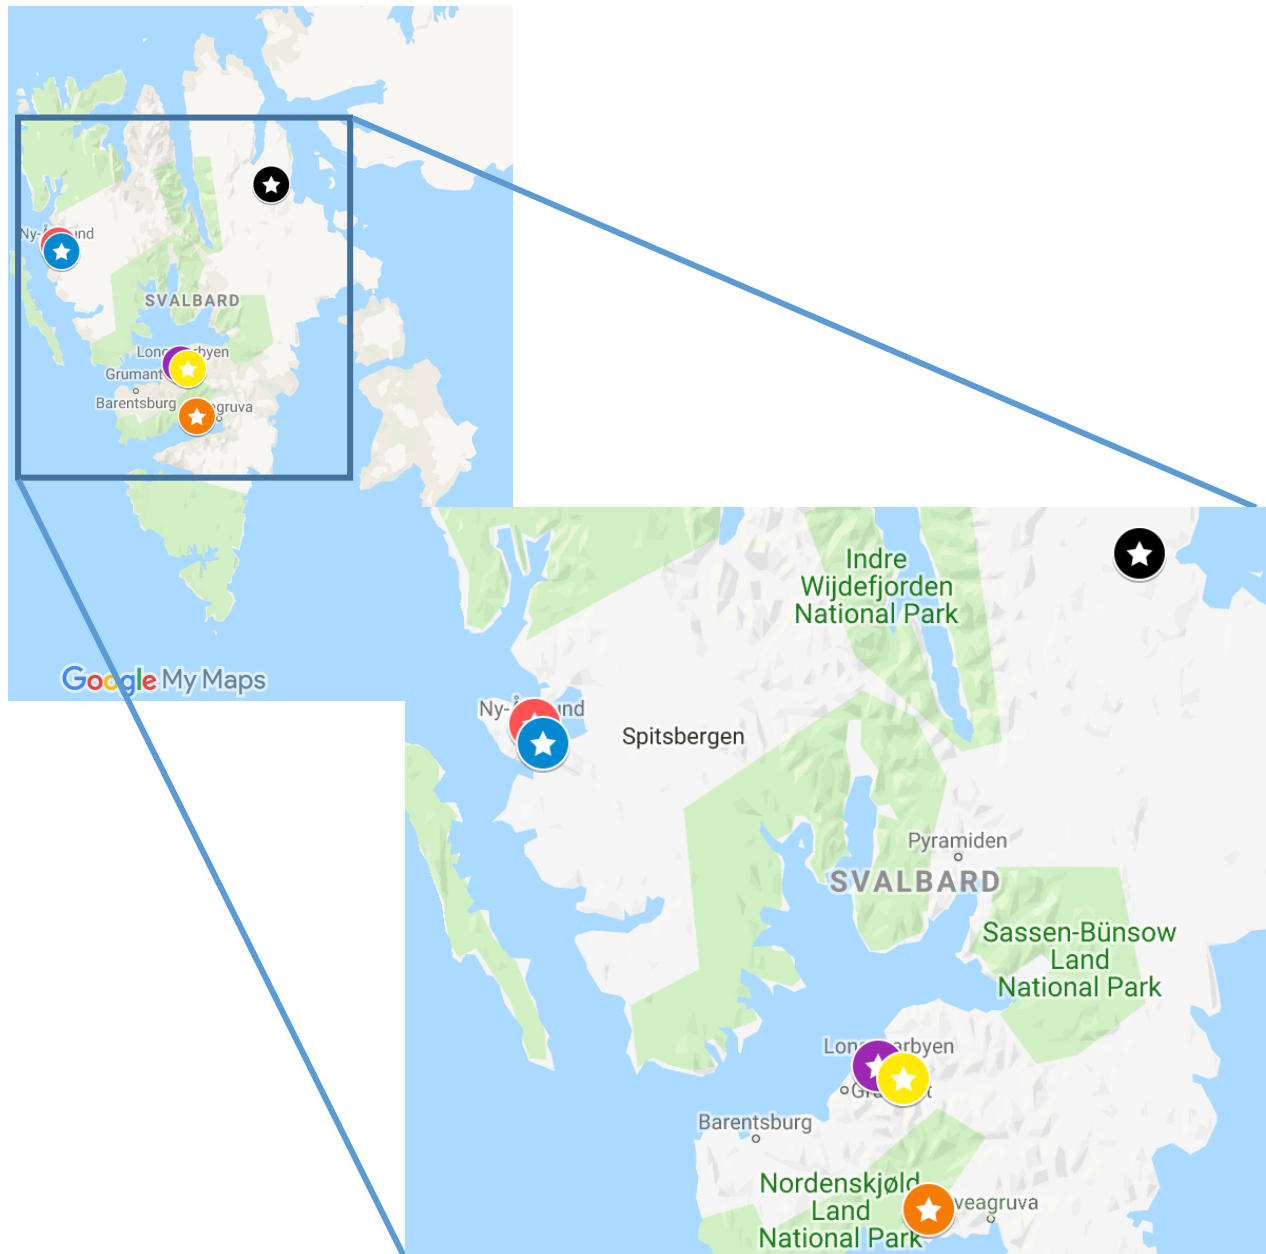 SVALBARD
Grumant
Barentsburg
Google My Maps
Indre
Wijdefjorden
National Park
Spitsbergen
Pyramiden
SVALBARD
Sassen-Bünsow
Land
National Park
Barentsburg
Nordenskjøld
Land
National Park